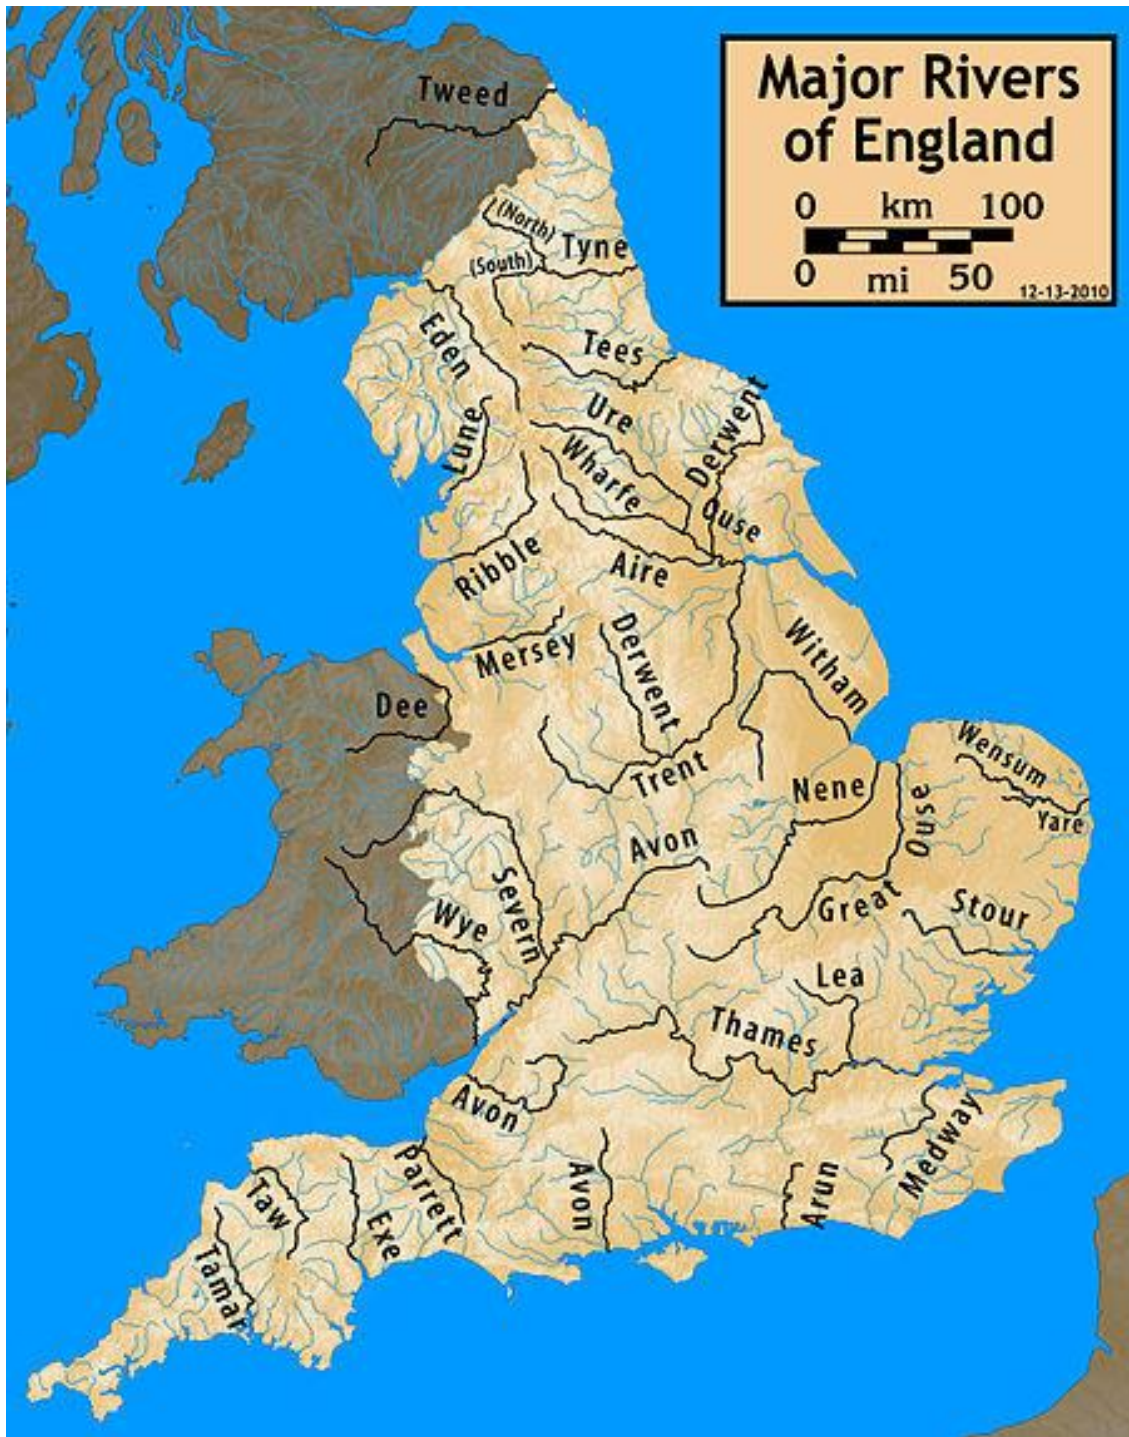 Major Rivers
of England
0 km 100
0 mi 50
12-13-2010
Tweed
(North)
(South)
Tyne
Eden
Tees
Lune
Ure
Derwent
Wharfe
Ouse
Ribble
Aire
Mersey
Derwent
Witham
Dee
Trent
Nene
Wensum
Yare
Ouse
Avon
Severn
Wye
Great
Stour
Lea
Thames
Avon
Medway
Parrett
Avon
Arun
Taw
Exe
Tamar